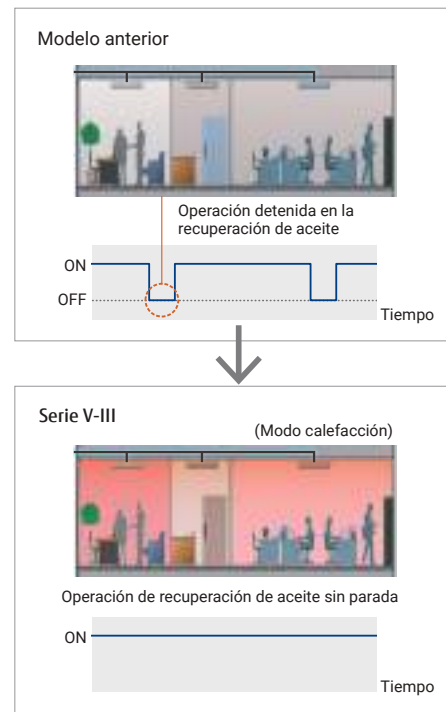 Modelo anterior
Operación detenida en la
recuperación de aceite
ON
OFF
Tiempo
Serie V-III
(Modo calefacción)
Operación de recuperación de aceite sin parada
ON
Tiempo